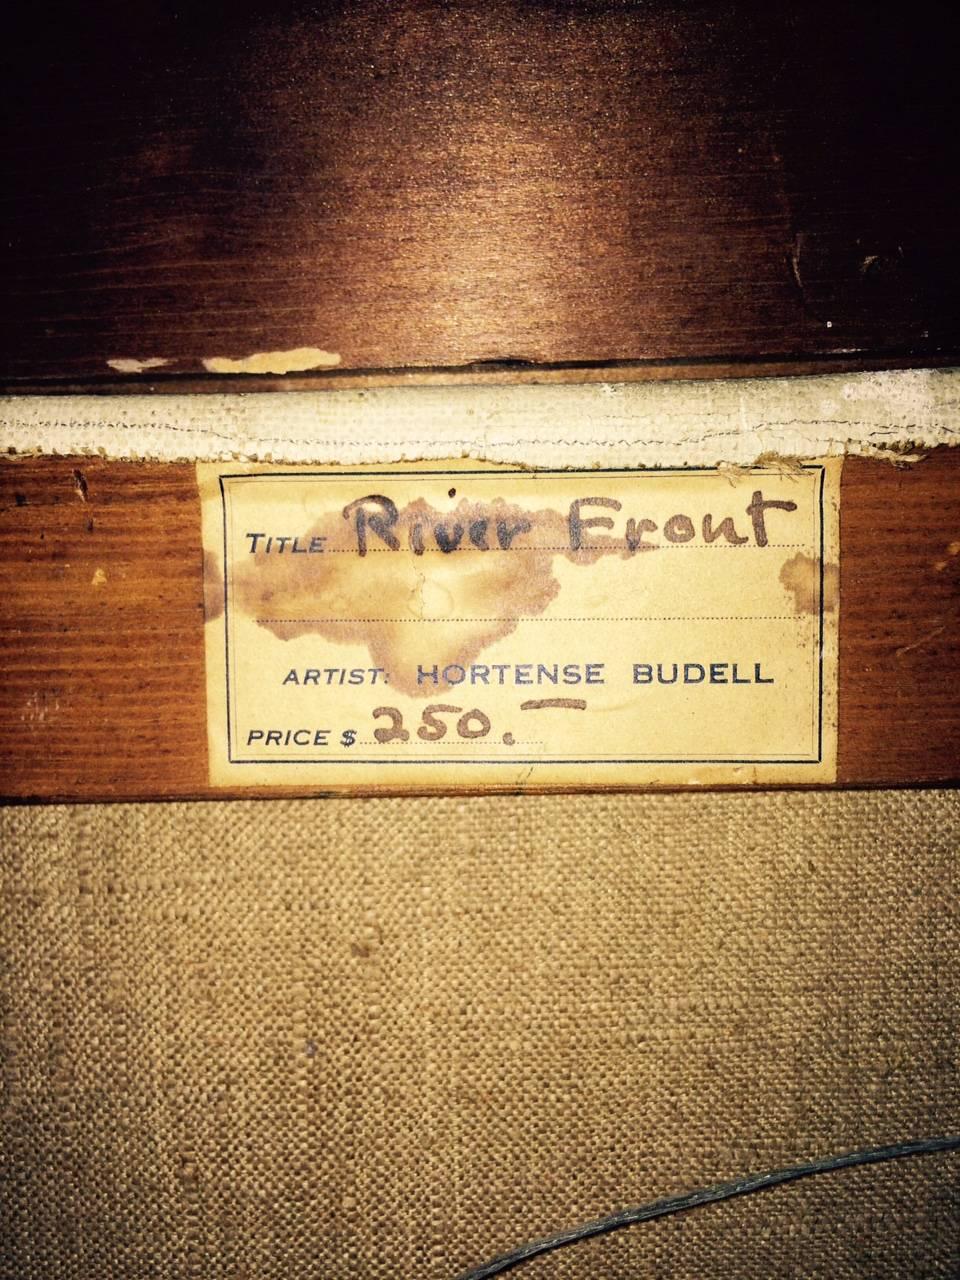 TITLE River Front
ARTIST: HORTENSE BUDELL
PRICE $ 250.—